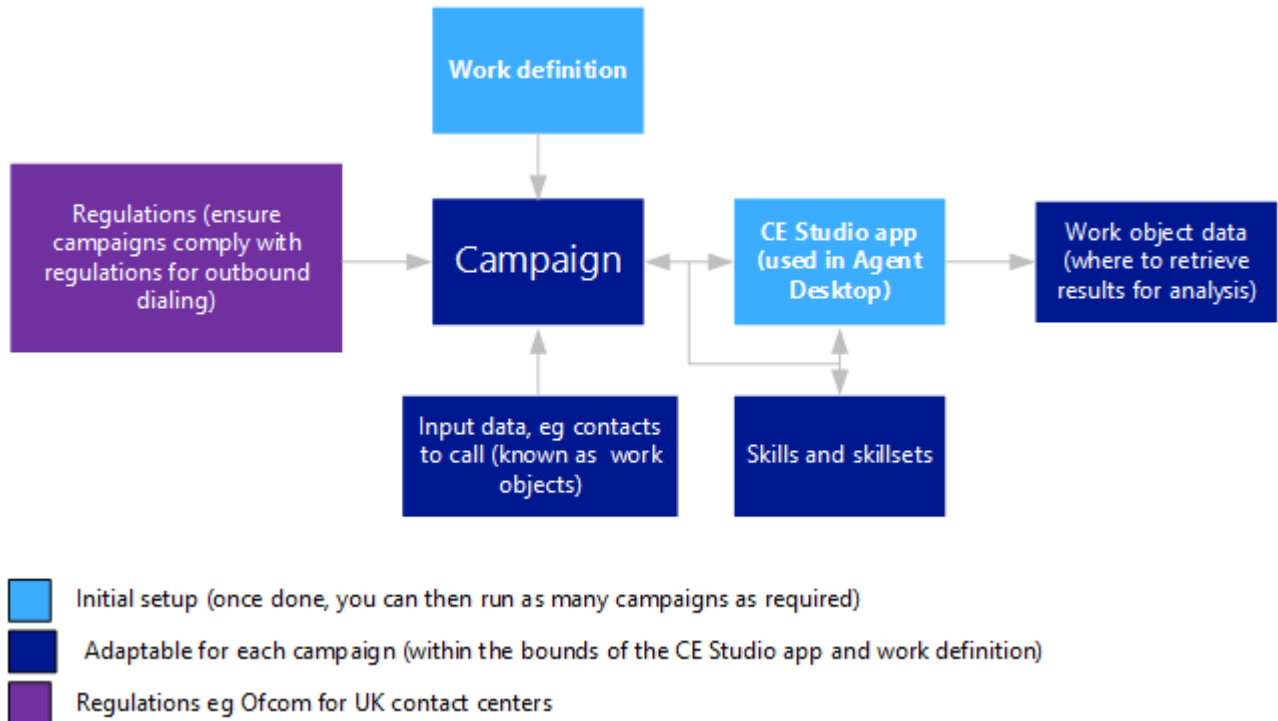 Work definition
Regulations (ensure
campaigns comply with
regulations for outbound
dialing)
Campaign
CE Studio app
(used in Agent
Desktop)
Work object data
(where to retrieve
results for analysis)
Input data, eg contacts
to call (known as  work
objects)
Skills and skillsets
Initial setup (once done, you can then run as many campaigns as required)
Adaptable for each campaign (within the bounds of the CE Studio app and work definition)
Regulations eg Ofcom for UK contact centers